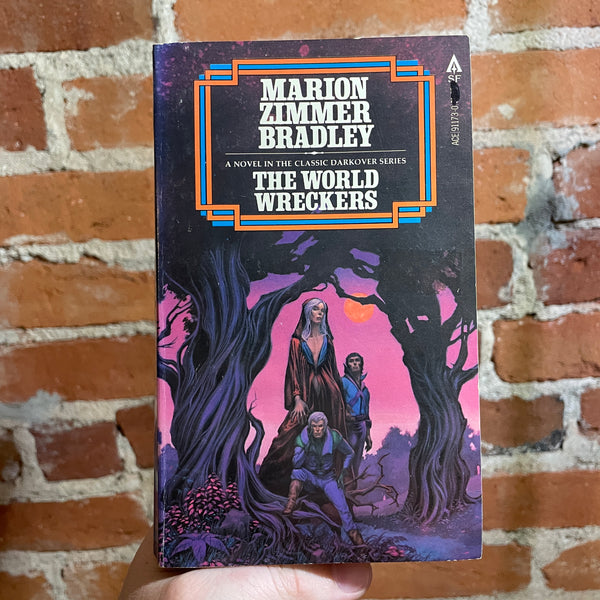 MARION
ZIMMER
BRADLEY
A NOVEL IN THE CLASSIC DARKOVER SERIES
THE WORLD
WRECKERS
SF